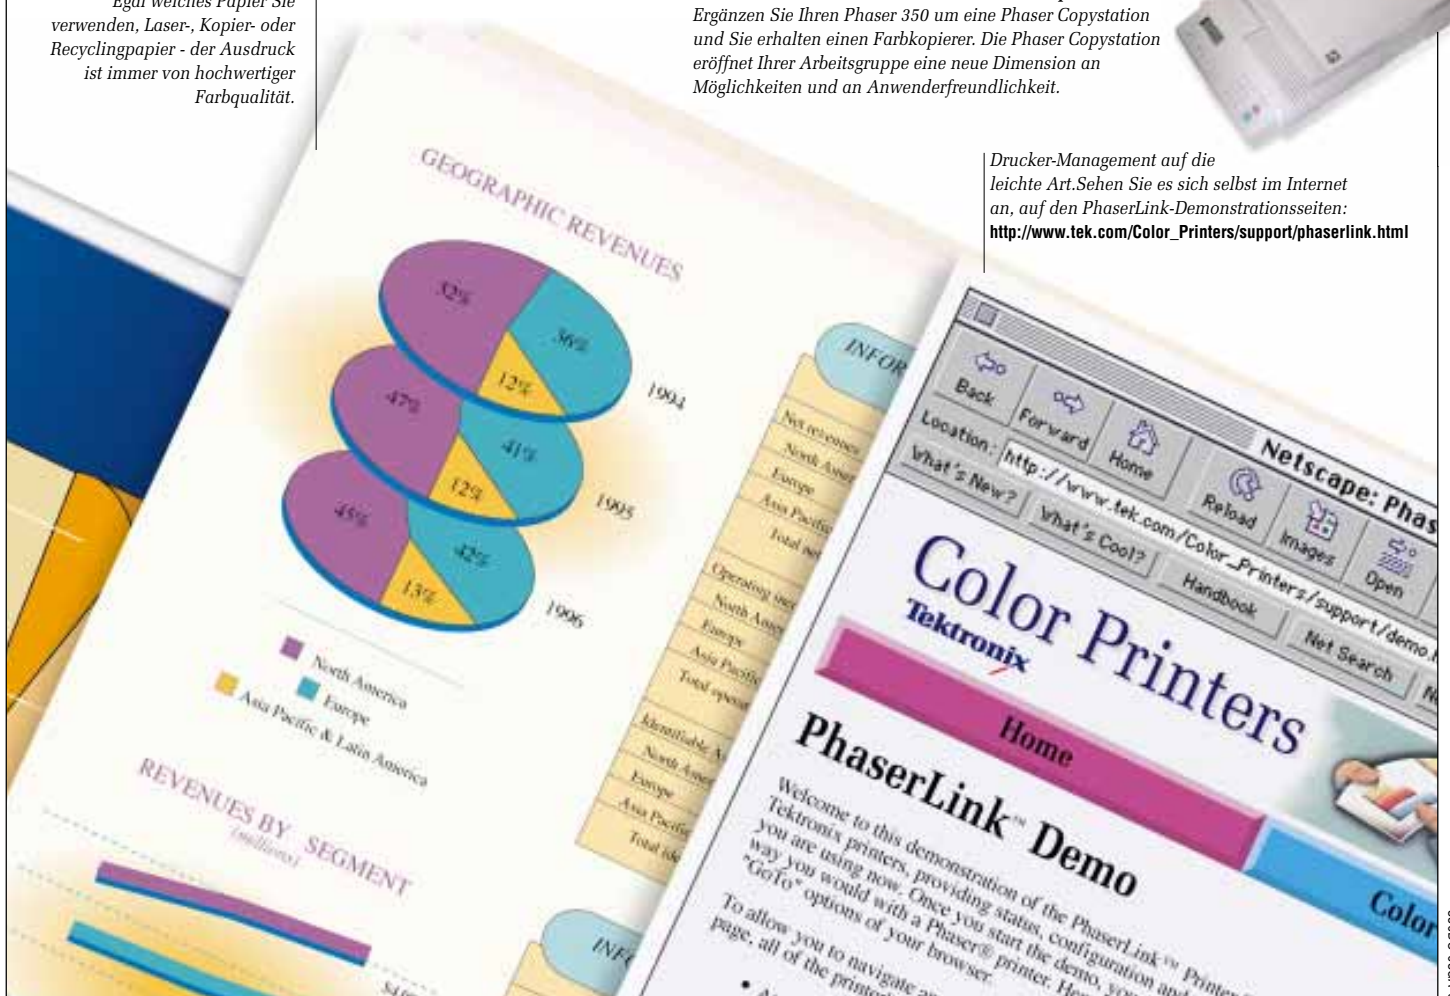 Egal welches Papier Sie
verwenden, Laser-, Kopier- oder
Recyclingpapier - der Ausdruck
ist immer von hochwertiger
Farbqualität.
Ergänzen Sie Ihren Phaser 350 um eine Phaser Copystation
und Sie erhalten einen Farbkopierer. Die Phaser Copystation
eröffnet Ihrer Arbeitsgruppe eine neue Dimension an
Möglichkeiten und an Anwenderfreundlichkeit.
Drucker-Management auf die
leichte Art.Sehen Sie es sich selbst im Internet
an, auf den PhaserLink-Demonstrationsseiten:
http://www.tek.com/Color_Printers/support/phaserlink.html
GEOGRAPHIC REVENUES
52%
36%
12%
1994
47%
41%
12%
1995
45%
42%
13%
1996
North America
Europe
Asia Pacific & Latin America
REVENUES BY SEGMENT
(millions)
INFOR
Net revenues
North Amer
Europe
Asia Pacific
Total net
Operating inc
North Amer
Europe
Asia Pacific
Total opera
Identifiable A
North Amer
Europe
Asia Pacific
Total ide
INFO
Netscape: Phas
Back
Forward
Home
Reload
Images
Open
Location: http://www.tek.com/Color_Printers/support/demo.h
What's New?
What's Cool?
Handbook
Net Search
Color Printers
Tektronix
Home
Color
PhaserLink™ Demo
Welcome to this demonstration of the PhaserLink™ Printer
Tektronix printers, providing status, configuration and
you are using now. Once you start the demo, you
way you would with a Phaser® printer. Her
"GoTo" options of your browser.
To allow you to navigate
page, all of the printer